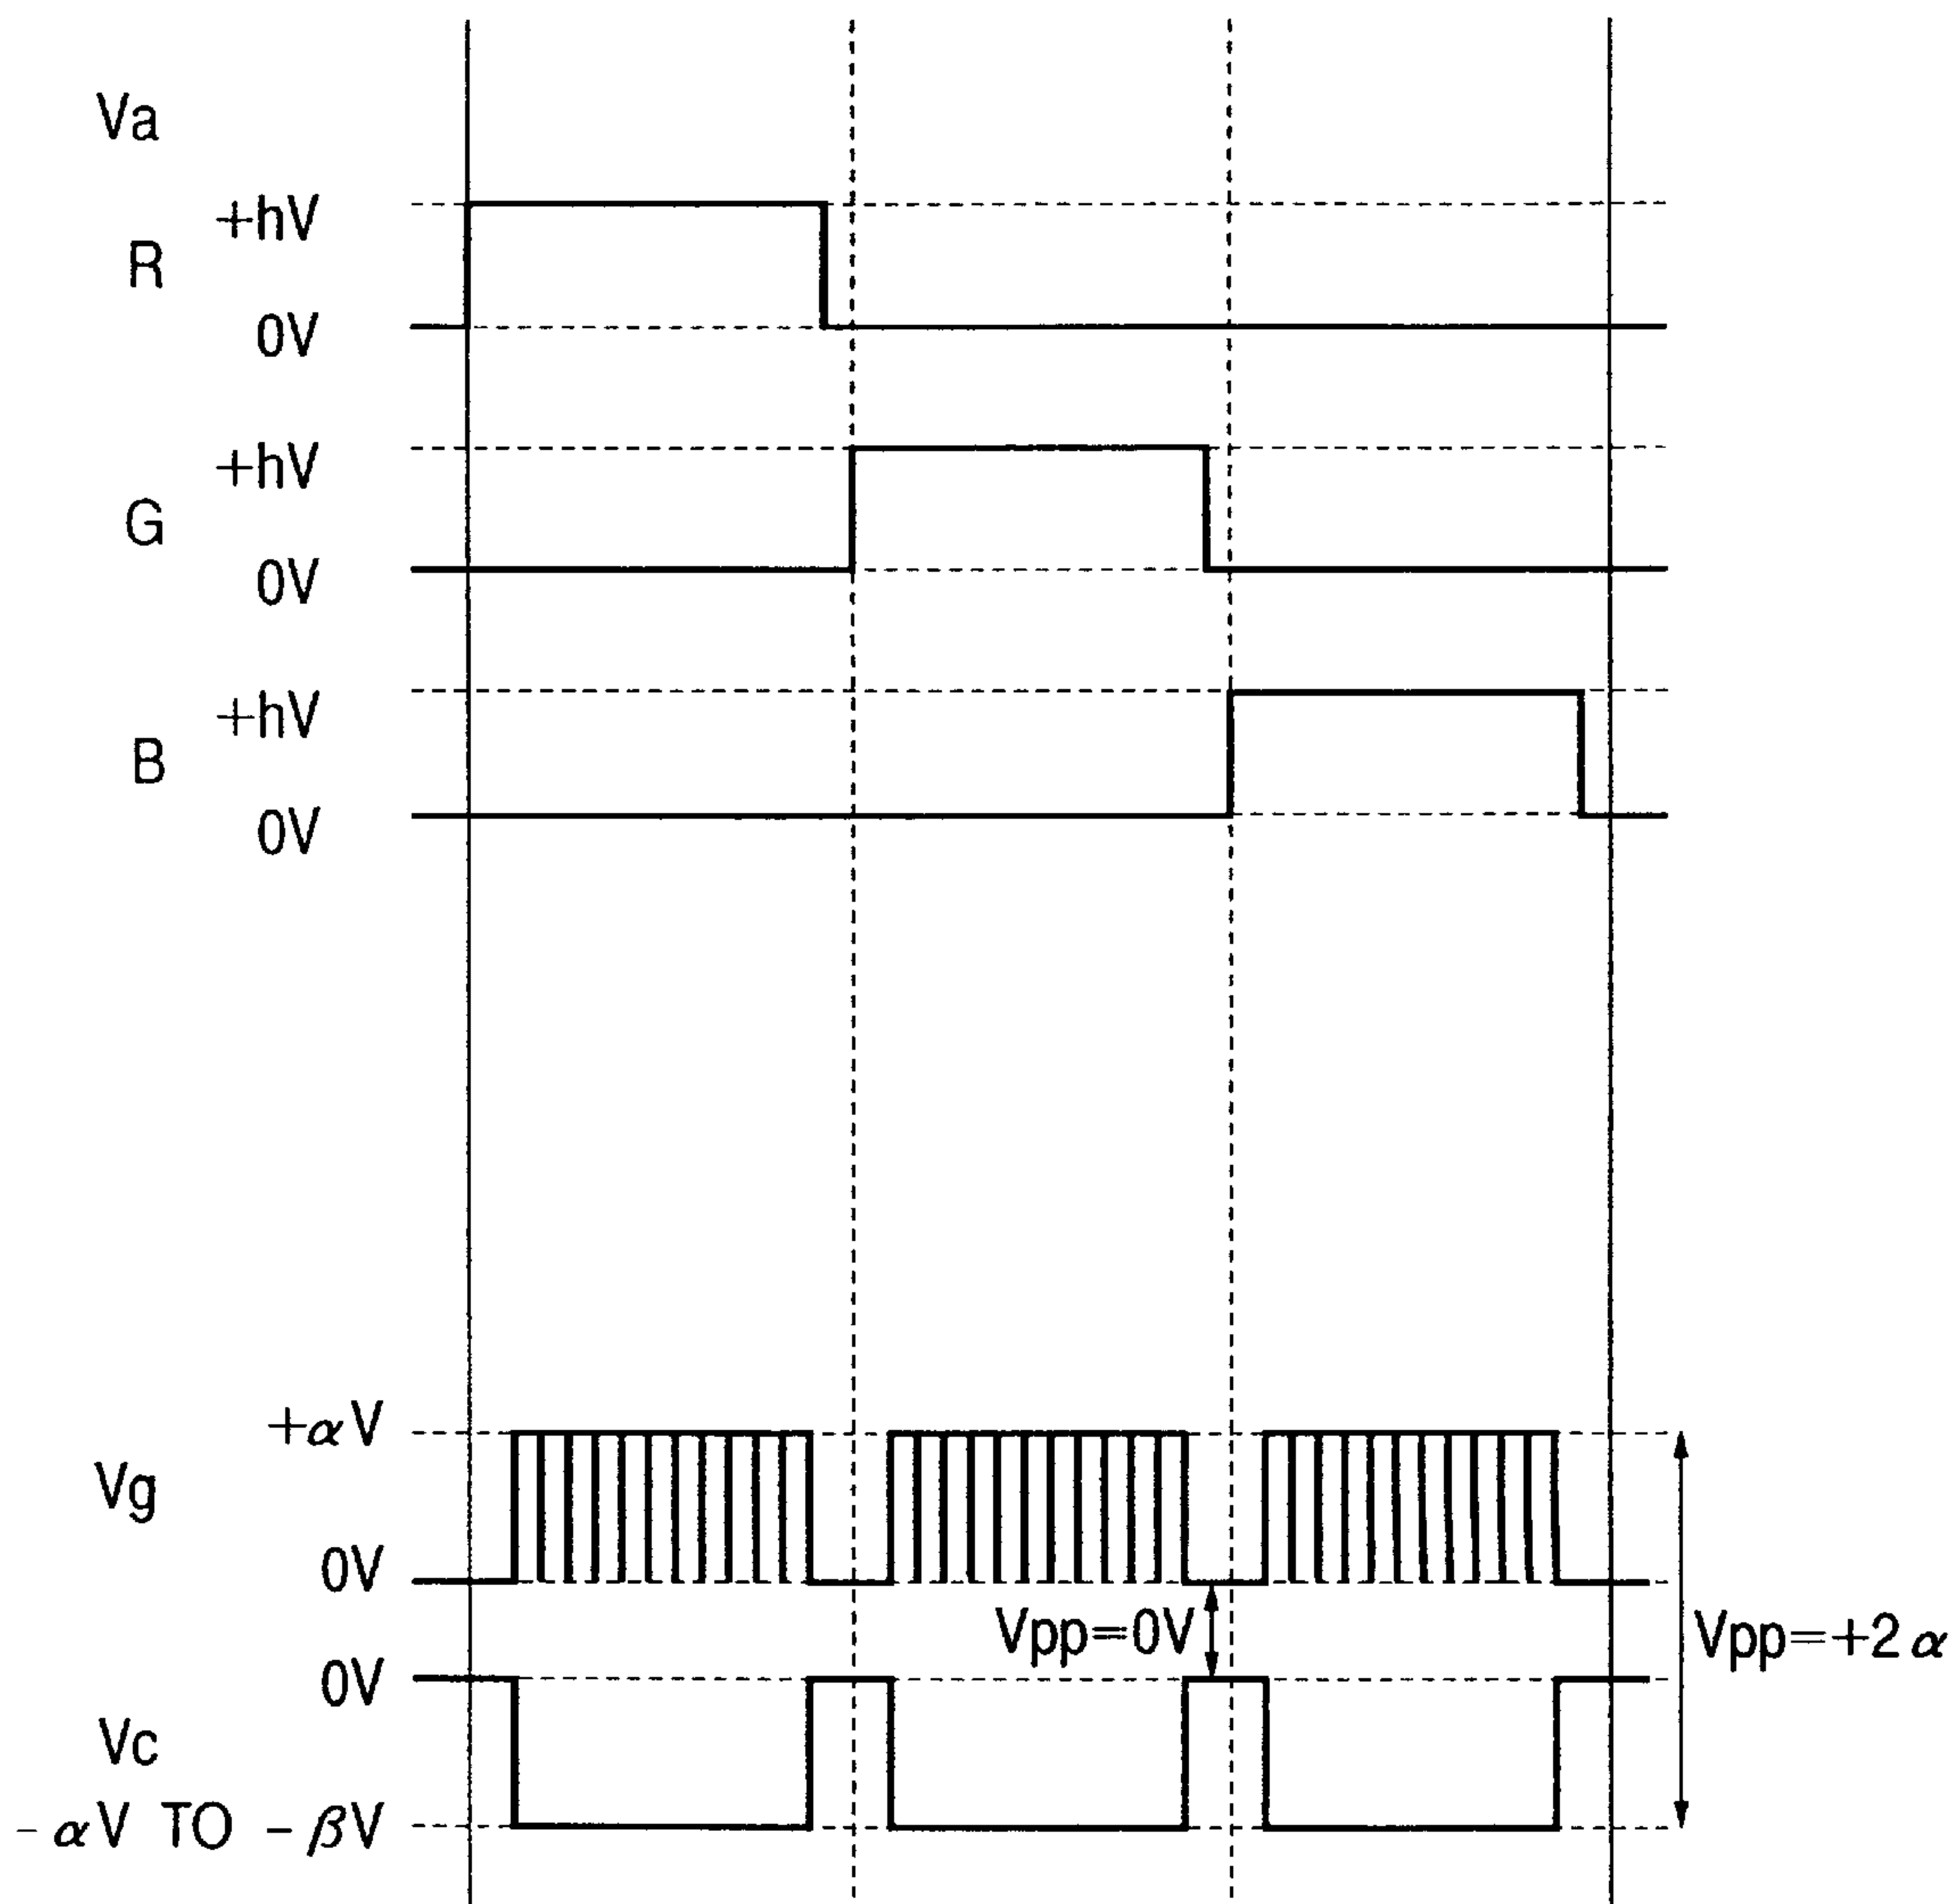 Va
+hV
R
0V
+hV
G
0V
+hV
B
0V
+αV
Vg
0V
Vpp=0V
Vpp=+2α
0V
Vc
-αV TO -βV